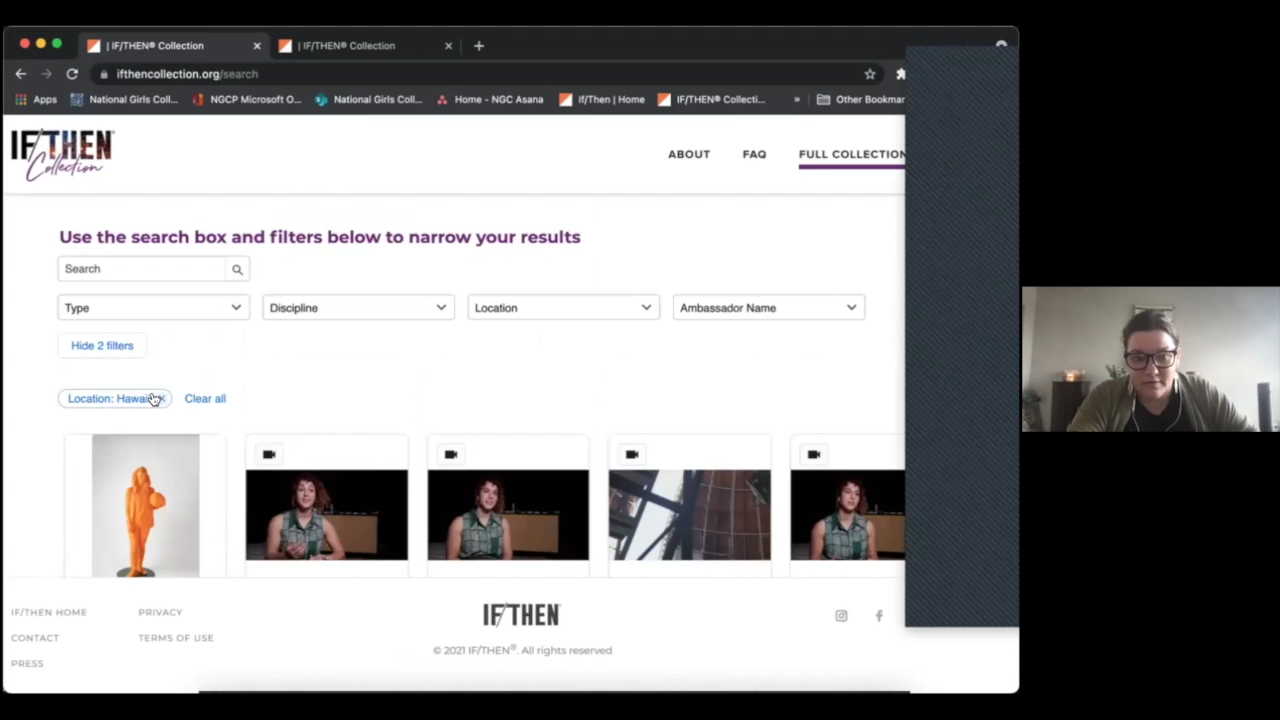 | IF/THEN® Collection
| IF/THEN® Collection
ifthencollection.org/search
Apps
National Girls Coll...
NGCP Microsoft O...
National Girls Coll...
Home - NGC Asana
If/Then | Home
IF/THEN® Collecti...
»
Other Bookmar
IF/THEN®
Collection
ABOUT
FAQ
FULL COLLECTION
Use the search box and filters below to narrow your results
Search
Type
Discipline
Location
Ambassador Name
Hide 2 filters
Location: Hawaii
Clear all
IF/THEN HOME
PRIVACY
CONTACT
TERMS OF USE
PRESS
IF/THEN
© 2021 IF/THEN®. All rights reserved